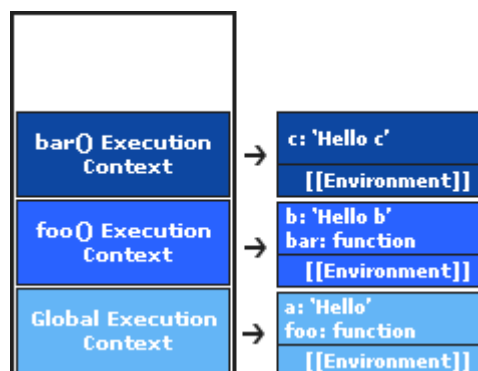 bar() Execution
Context
c: 'Hello c'
[[Environment]]
foo() Execution
Context
b: 'Hello b'
bar: function
[[Environment]]
Global Execution
Context
a: 'Hello'
foo: function
[[Environment]]